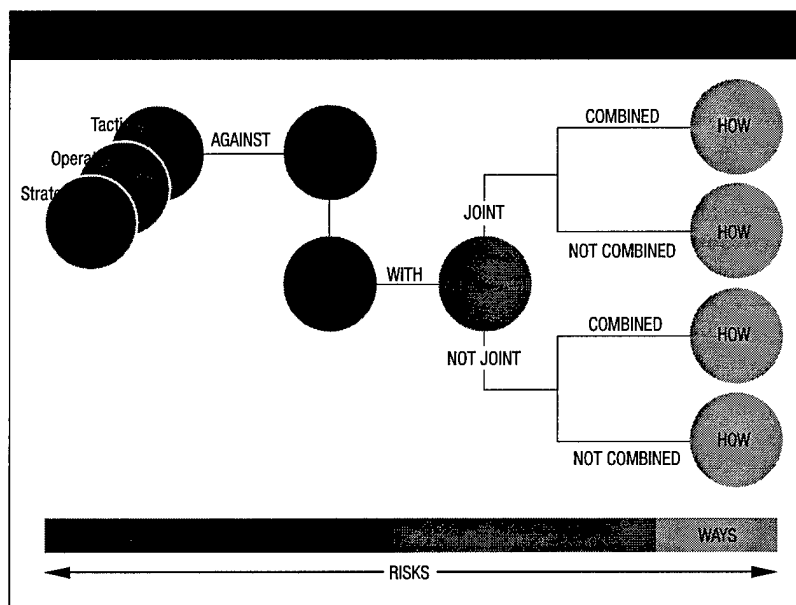 AGAINST
WITH
JOINT
NOT JOINT
COMBINED
HOW
NOT COMBINED
HOW
COMBINED
HOW
NOT COMBINED
HOW
WAYS
RISKS